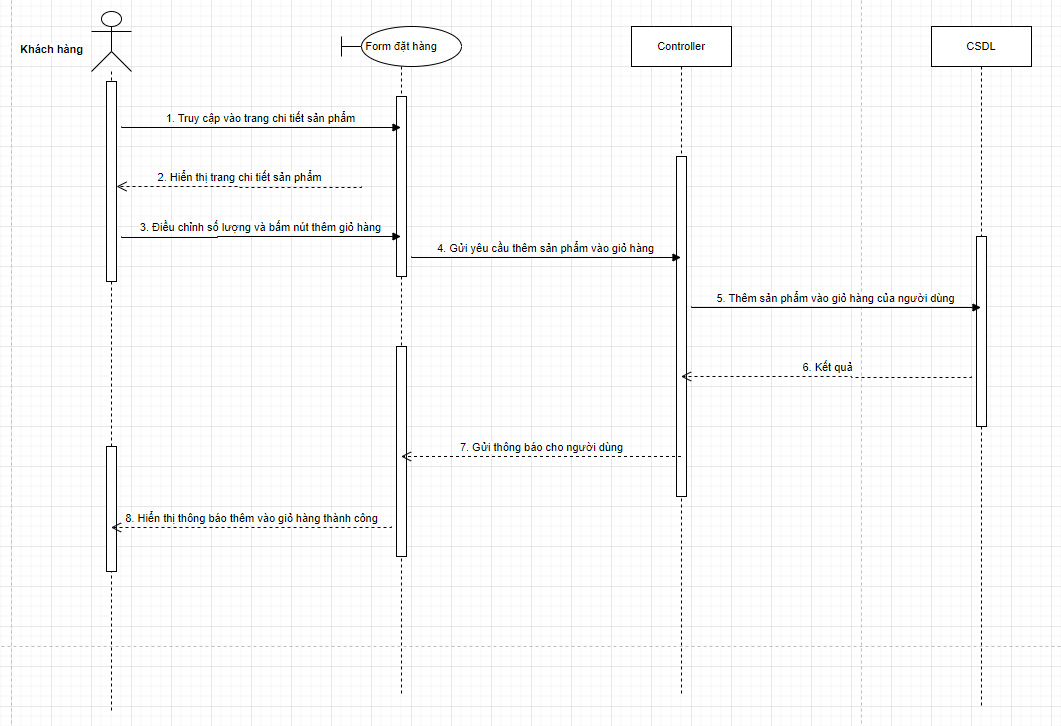 Khách hàng
Form đặt hàng
Controller
CSDL
1. Truy cập vào trang chi tiết sản phẩm
2. Hiển thị trang chi tiết sản phẩm
3. Điều chỉnh số lượng và bấm nút thêm giỏ hàng
4. Gửi yêu cầu thêm sản phẩm vào giỏ hàng
5. Thêm sản phẩm vào giỏ hàng của người dùng
6. Kết quả
7. Gửi thông báo cho người dùng
8. Hiển thị thông báo thêm vào giỏ hàng thành công